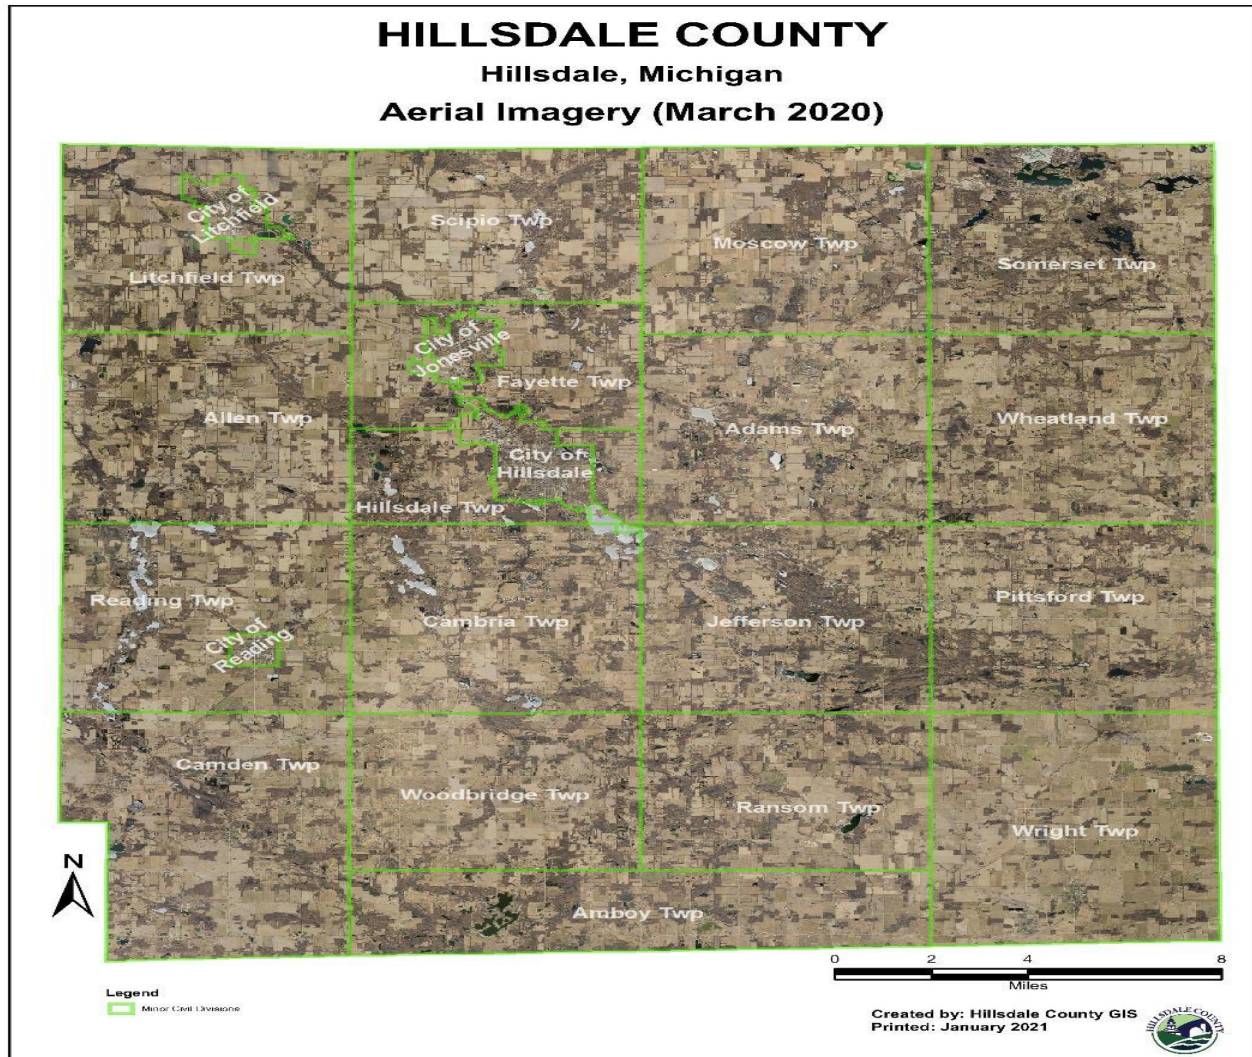 HILLSDALE COUNTY
Hillsdale, Michigan
Aerial Imagery (March 2020)
City of
Litchfield
Scipio Twp
Moscow Twp
Somerset Twp
Litchfield Twp
City of
Jonesville
Fayette Twp
Allen Twp
Adams Twp
Wheatland Twp
City of
Hillsdale
Hillsdale Twp
Reading Twp
City of
Reading
Cambria Twp
Jefferson Twp
Pittsford Twp
Camden Twp
Woodbridge Twp
Ransom Twp
Wright Twp
N
Amboy Twp
0 2 4 8
Miles
Legend
Minor Civil Divisions
Created by: Hillsdale County GIS
Printed: January 2021
HILLSDALE COUNTY